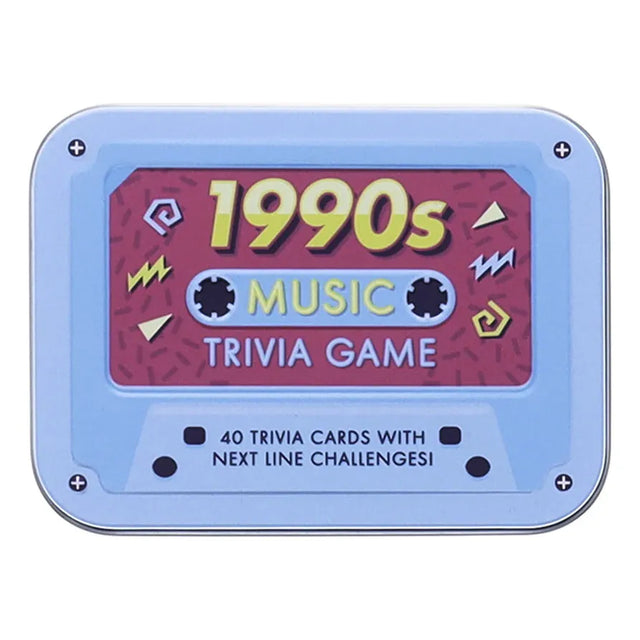 1990s
MUSIC
TRIVIA GAME
40 TRIVIA CARDS WITH
NEXT LINE CHALLENGES!